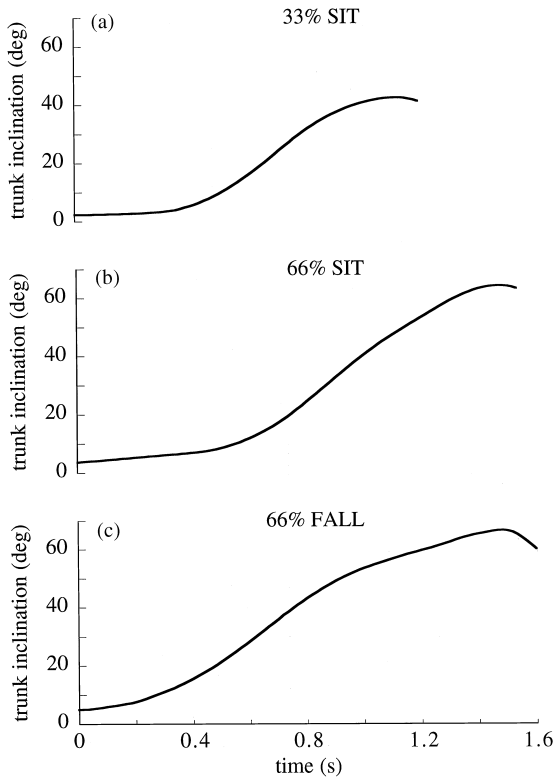 33% SIT
(a)
60
40
20
0
trunk inclination (deg)
66% SIT
(b)
60
40
20
0
trunk inclination (deg)
66% FALL
(c)
60
40
20
0
trunk inclination (deg)
0 0.4 0.8 1.2 1.6
time (s)